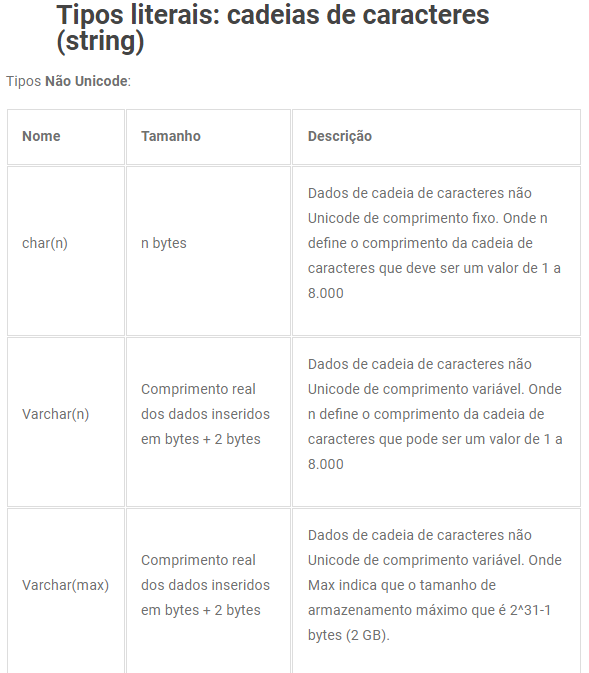 Tipos literais: cadeias de caracteres
(string)
Tipos Não Unicode:
Nome
Tamanho
Descrição
char(n)
n bytes
Dados de cadeia de caracteres não
Unicode de comprimento fixo. Onde n
define o comprimento da cadeia de
caracteres que deve ser um valor de 1 a
8.000
Varchar(n)
Comprimento real
dos dados inseridos
em bytes + 2 bytes
Dados de cadeia de caracteres não
Unicode de comprimento variável. Onde
n define o comprimento da cadeia de
caracteres que pode ser um valor de 1 a
8.000
Varchar(max)
Comprimento real
dos dados inseridos
em bytes + 2 bytes
Dados de cadeia de caracteres não
Unicode de comprimento variável. Onde
Max indica que o tamanho de
armazenamento máximo que é 2^31-1
bytes (2 GB).